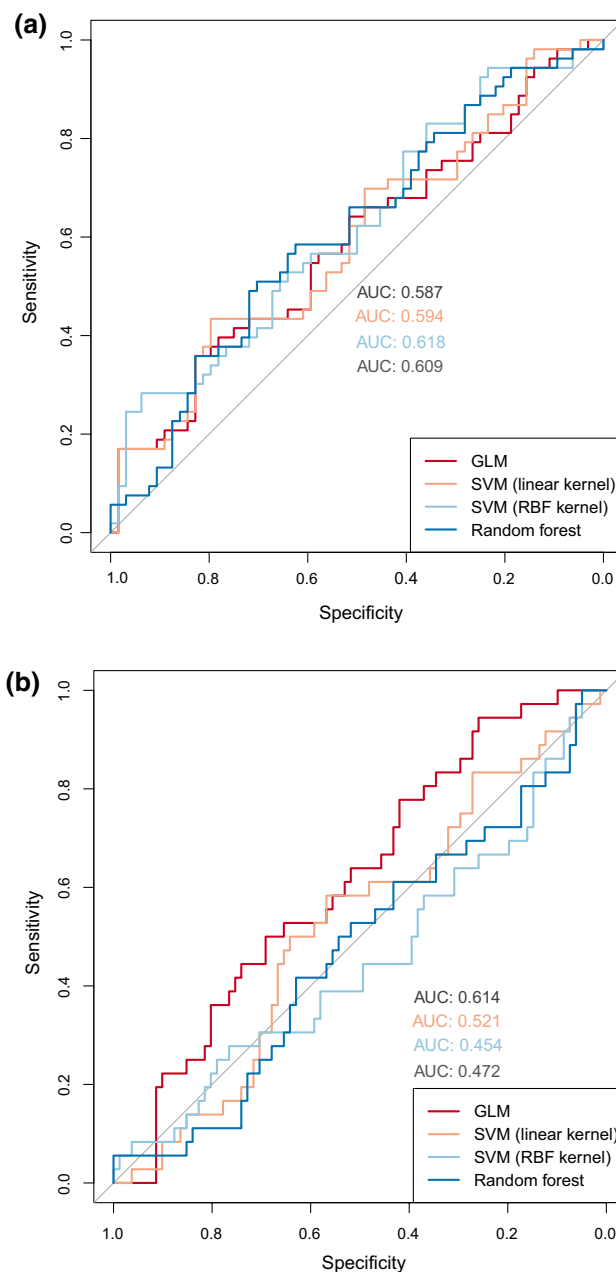 (a)
1.0
0.8
0.6
0.4
0.2
0.0
Sensitivity
AUC: 0.587
AUC: 0.594
AUC: 0.618
AUC: 0.609
GLM
SVM (linear kernel)
SVM (RBF kernel)
Random forest
1.0 0.8 0.6 0.4 0.2 0.0
Specificity
(b)
1.0
0.8
0.6
0.4
0.2
0.0
Sensitivity
AUC: 0.614
AUC: 0.521
AUC: 0.454
AUC: 0.472
GLM
SVM (linear kernel)
SVM (RBF kernel)
Random forest
1.0 0.8 0.6 0.4 0.2 0.0
Specificity